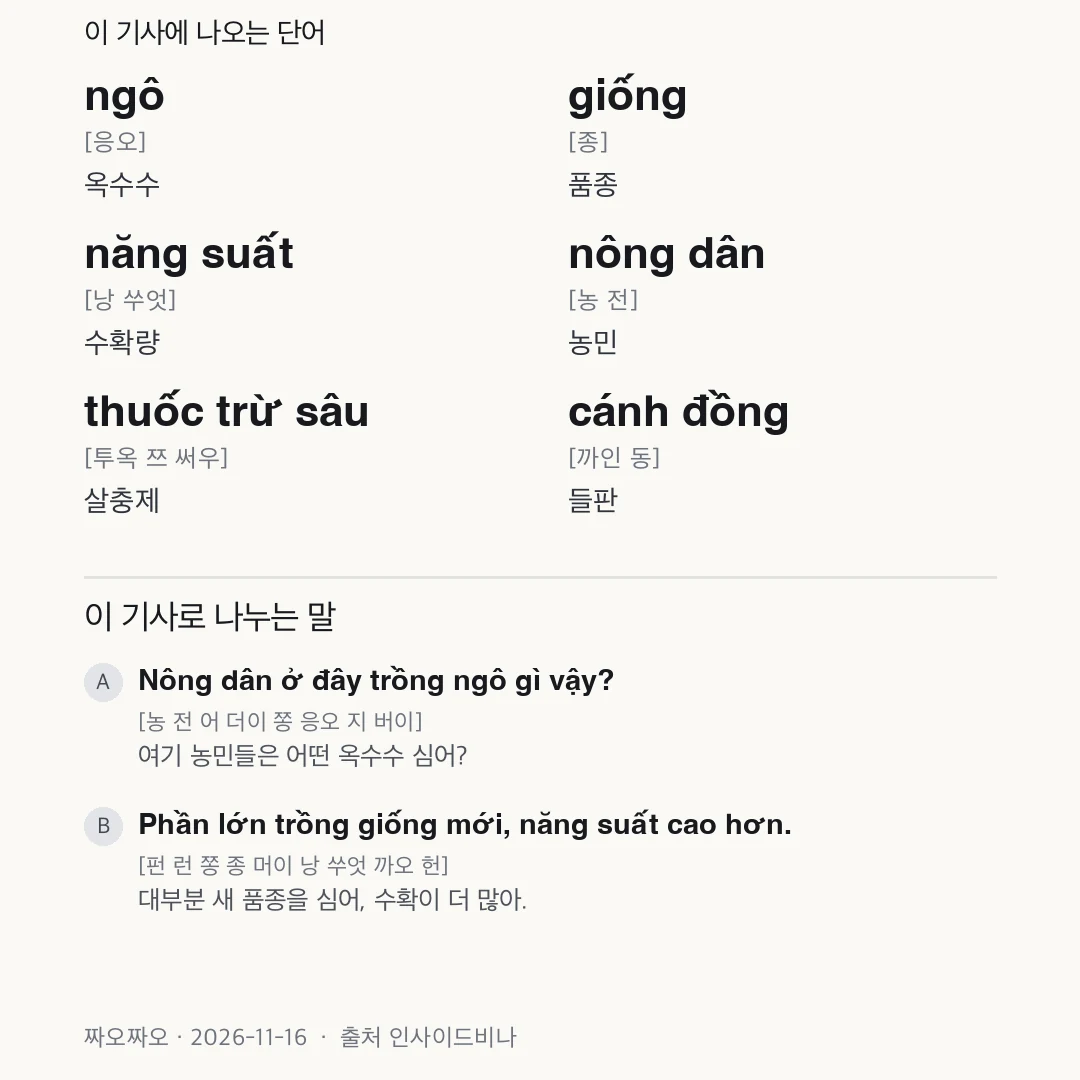 이 기사에 나오는 단어
ngô
[응오]
옥수수
giống
[종]
품종
năng suất
[낭 쑤엇]
수확량
nông dân
[농 전]
농민
thuốc trừ sâu
[투옥 쯔 써우]
살충제
cánh đồng
[까인 동]
들판
이 기사로 나누는 말
A Nông dân ở đây trồng ngô gì vậy?
[농 전 어 더이 쫑 응오 지 버이]
여기 농민들은 어떤 옥수수 심어?
B Phần lớn trồng giống mới, năng suất cao hơn.
[펀 런 쫑 종 머이 낭 쑤엇 까오 헌]
대부분 새 품종을 심어, 수확이 더 많아.
짜오짜오 · 2026-11-16 · 출처 인사이드비나